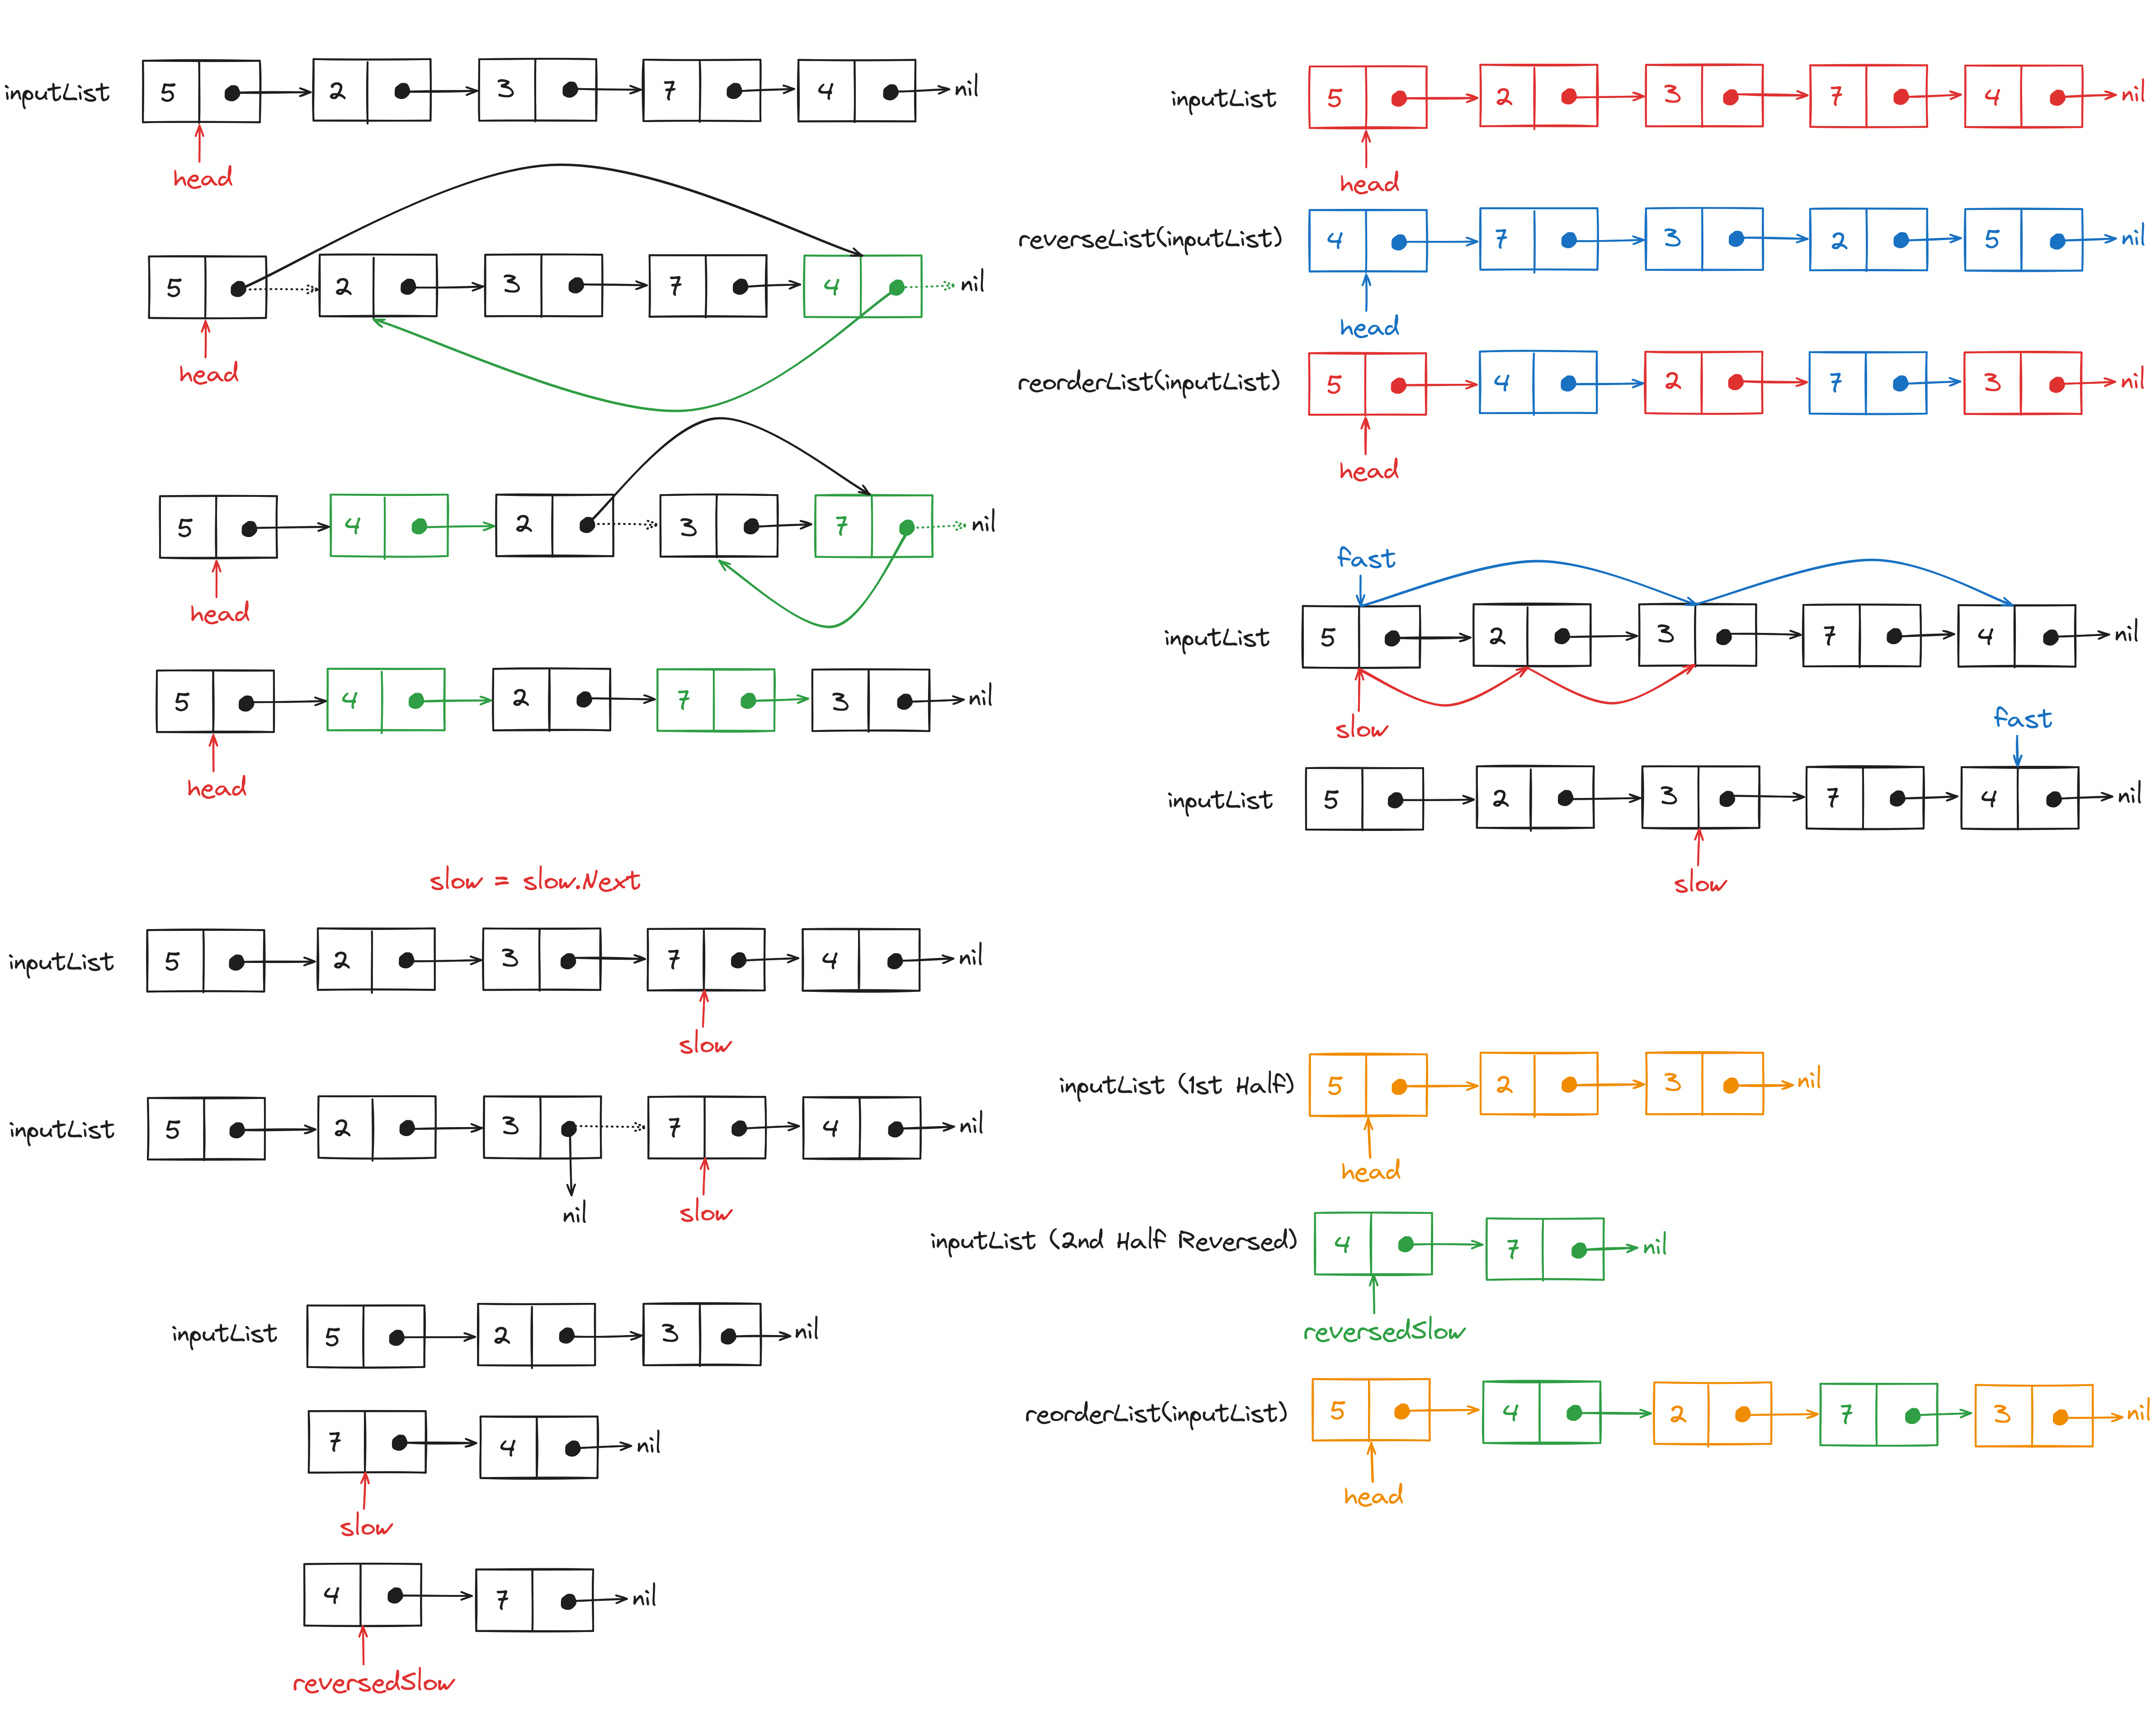 inputList 5 2 3 7 4 nil
head
5 2 3 7 4 nil
head
5 4 2 3 7 nil
head
5 4 2 7 3 nil
head
slow = slow.Next
inputList 5 2 3 7 4 nil
slow
inputList 5 2 3 7 4 nil
nil slow
inputList 5 2 3 nil
7 4 nil
slow
4 7 nil
reversedSlow
inputList 5 2 3 7 4 nil
head
reverseList(inputList) 4 7 3 2 5 nil
head
reorderList(inputList) 5 4 2 7 3 nil
head
fast
inputList 5 2 3 7 4 nil
slow
fast
inputList 5 2 3 7 4 nil
slow
inputList (1st Half) 5 2 3 nil
head
inputList (2nd Half Reversed) 4 7 nil
reversedSlow
reorderList(inputList) 5 4 2 7 3 nil
head